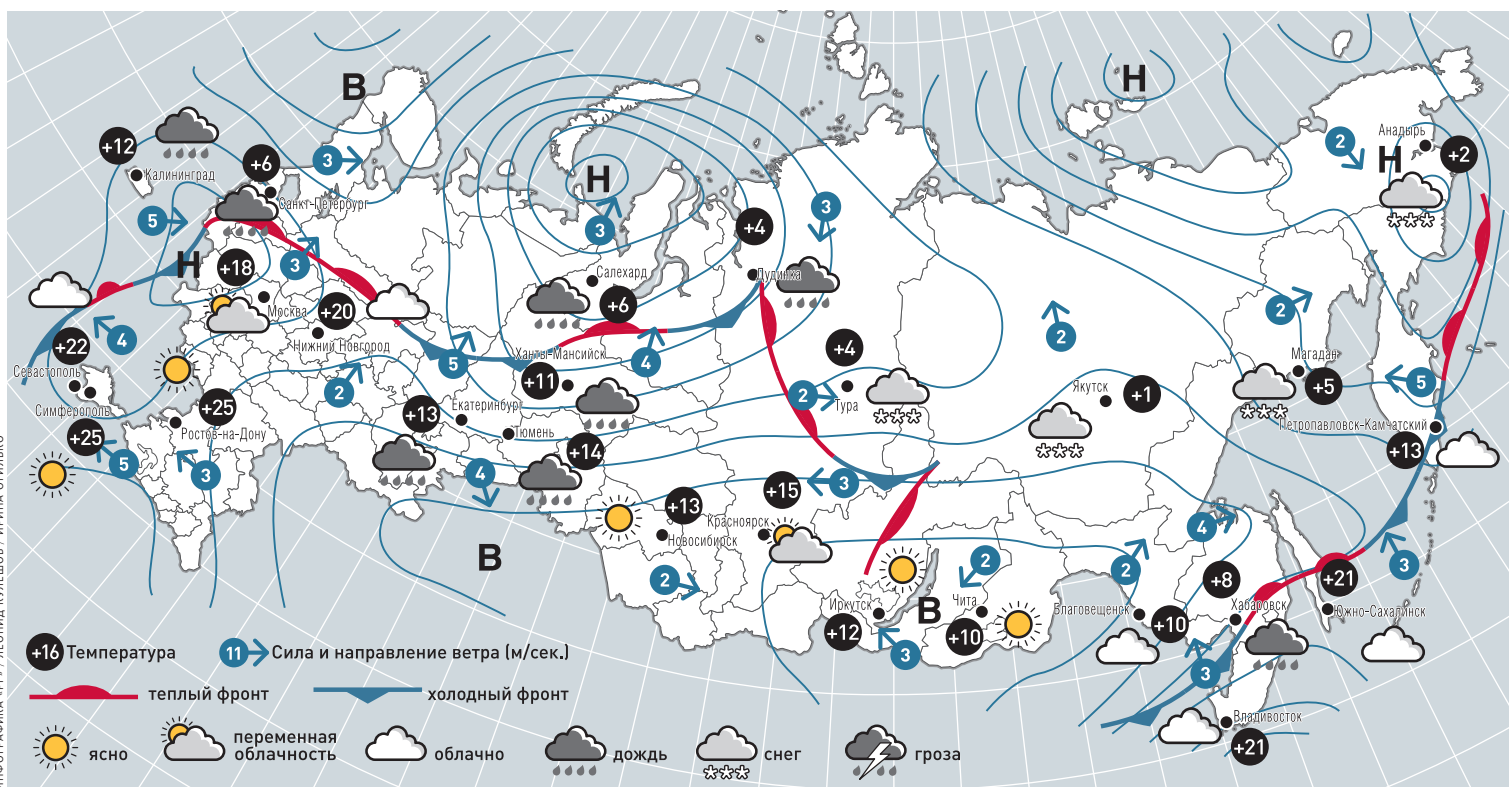 В
Н
Н
+12
Калининград
+6
3
Санкт-Петербург
5
Н
+18
3
Москва
+20
Нижний Новгород
4
+22
Севастополь
Симферополь
+25
Ростов-на-Дону
+25
5
3
2
5
3
Салехард
+6
Ханты-Мансийск
+11
4
+13
Екатеринбург
Тюмень
+14
4
В
+4
Дудинка
3
+4
2
Тура
+15
3
+13
Новосибирск
Красноярск
2
Иркутск
+12
3
В
2
Чита
+10
2
Якутск
+1
2
Анадырь
Н
+2
2
Магадан
+5
5
Петропавловск-Камчатский
+13
4
2
+8
Благовещенск
+10
Хабаровск
+21
Южно-Сахалинск
3
3
Владивосток
+21
+16 Температура
11 Сила и направление ветра (м/сек.)
теплый фронт
холодный фронт
ясно
переменная
облачность
облачно
дождь
снег
гроза